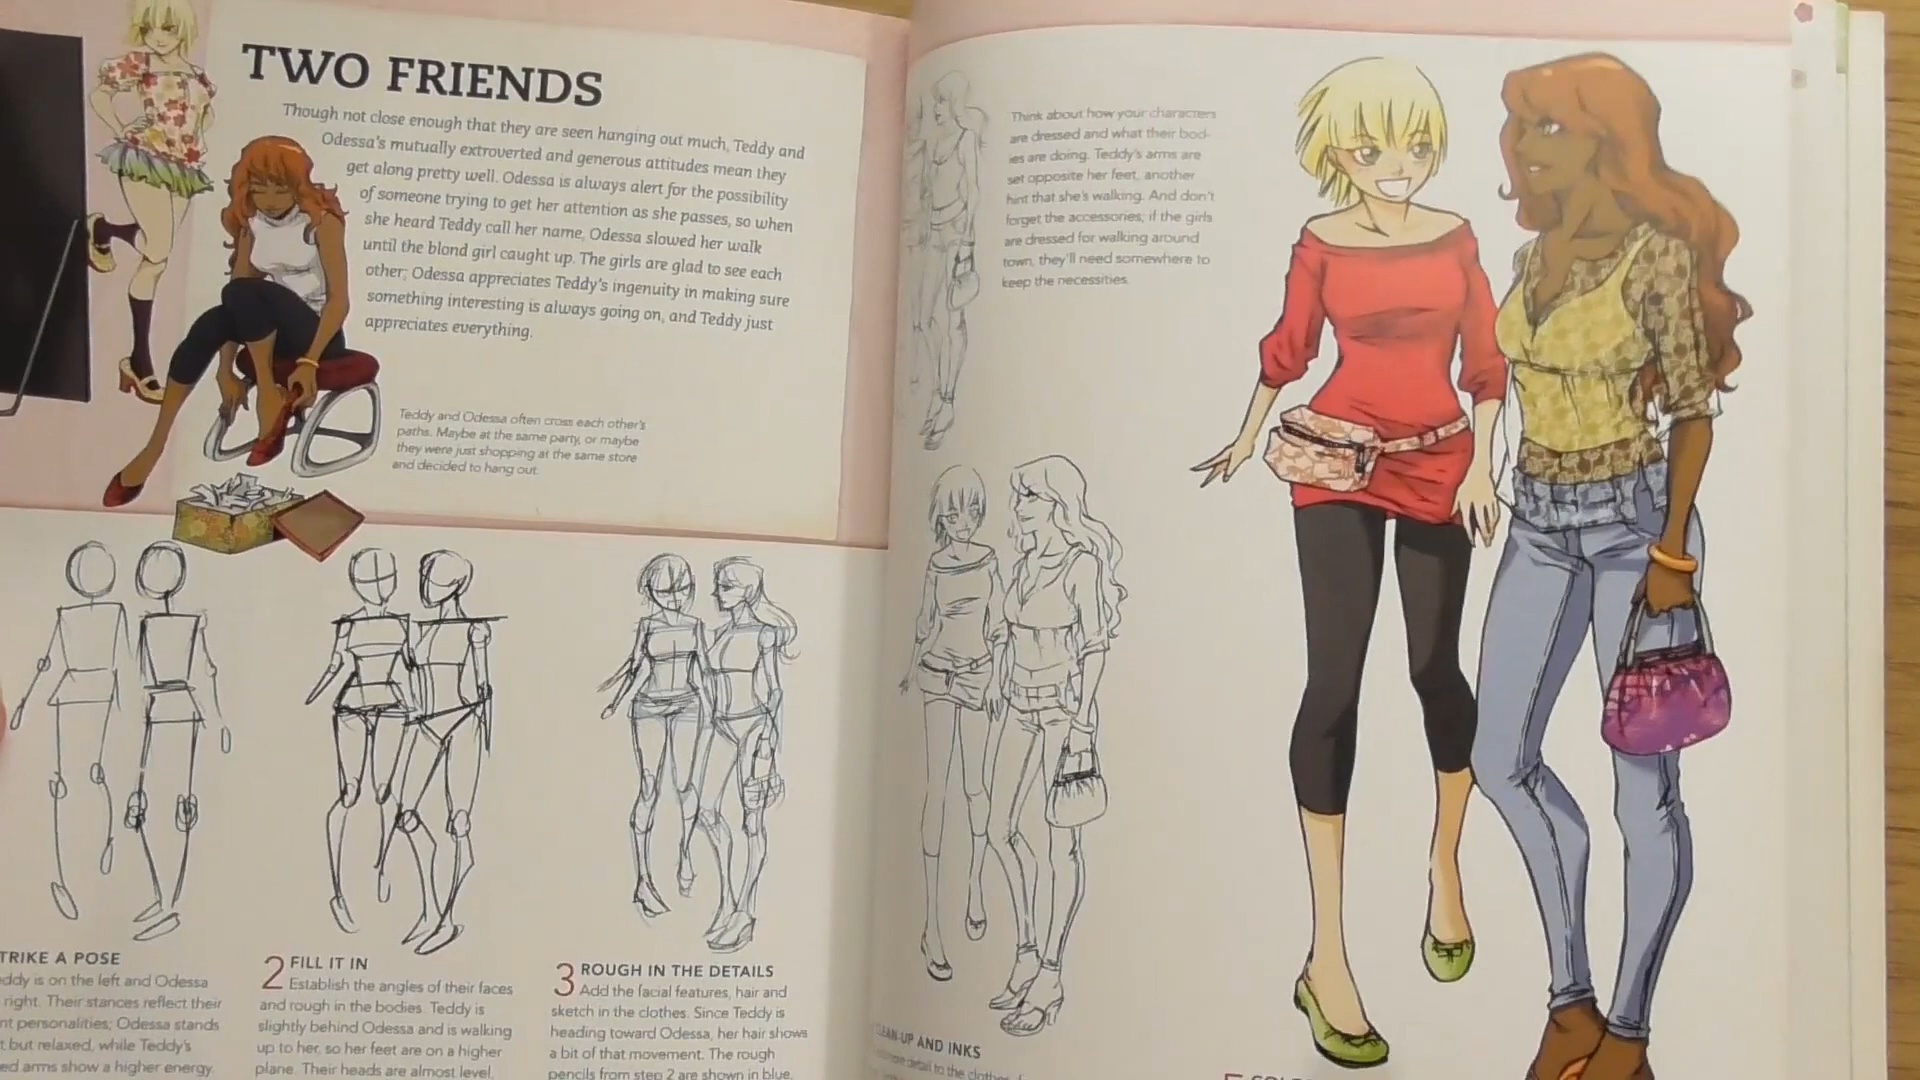 TWO FRIENDS
Though not close enough that they are seen hanging out much, Teddy and
Odessa's mutually extroverted and generous attitudes mean they
get along pretty well. Odessa is always alert for the possibility
of someone trying to get her attention as she passes, so when
she heard Teddy call her name, Odessa slowed her walk
until the blond girl caught up. The girls are glad to see each
other; Odessa appreciates Teddy's ingenuity in making sure
something interesting is always going on, and Teddy just
appreciates everything.
Teddy and Odessa often cross each other's
paths. Maybe at the same party, or maybe
they were just shopping at the same store
and decided to hang out.
TRIKE A POSE
ddy is on the left and Odessa
right. Their stances reflect their
nt personalities; Odessa stands
t but relaxed, while Teddy's
ed arms show a higher energy.
2 FILL IT IN
Establish the angles of their faces
and rough in the bodies. Teddy is
slightly behind Odessa and is walking
up to her, so her feet are on a higher
plane. Their heads are almost level.
3 ROUGH IN THE DETAILS
Add the facial features, hair and
sketch in the clothes. Since Teddy is
heading toward Odessa, her hair shows
a bit of that movement. The rough
pencils from step 2 are shown in blue.
Think about how your characters
are dressed and what their bod-
ies are doing. Teddy's arms are
set opposite her feet, another
hint that she's walking. And don't
forget the accessories; if the girls
are dressed for walking around
town, they'll need somewhere to
keep the necessities.
CLEAN-UP AND INKS
more detail to the clothes
5